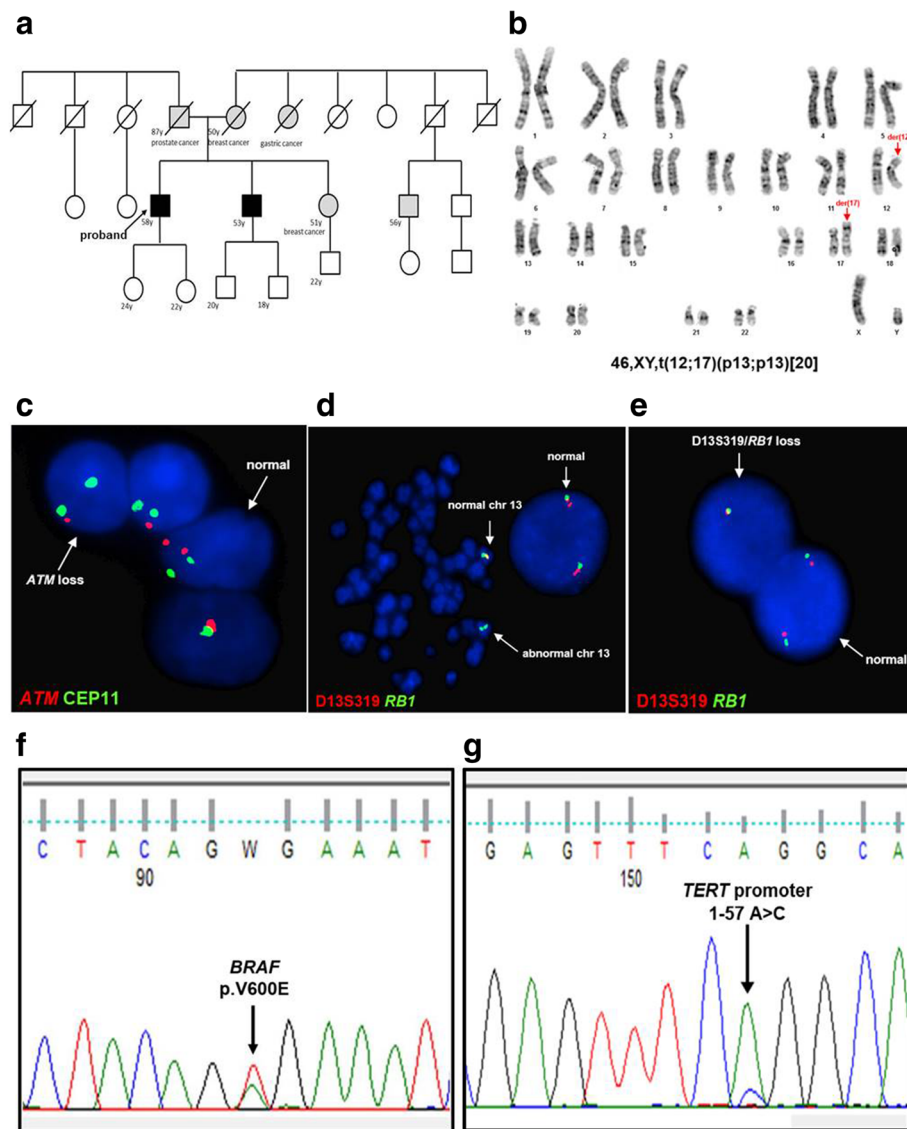 a
87y
prostate cancer
50y
breast cancer
gastric cancer
proband
58y
53y
51y
breast cancer
56y
24y
22y
20y
18y
22y
b
1 2 3 4 5
der(12
6 7 8 9 10 11 12
der(17)
13 14 15 16 17 18
19 20 21 22 X Y
46,XY,t(12;17)(p13;p13)[20]
c
normal
ATM loss
ATM CEP11
d
normal
normal chr 13
abnormal chr 13
D13S319 RB1
e
D13S319/RB1 loss
normal
D13S319 RB1
f
C T A C A G W G A A A T
90
BRAF
p.V600E
g
G A G T T T C A G G C A
150
TERT promoter
1-57 A>C